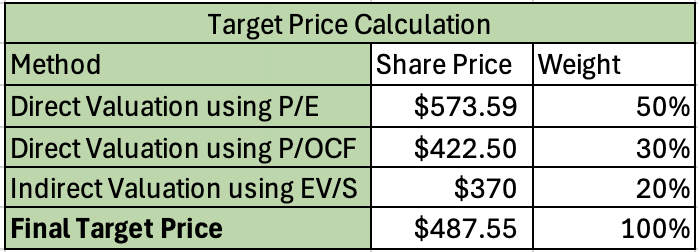 Target Price Calculation
Method Share Price Weight
Direct Valuation using P/E $573.59 50%
Direct Valuation using P/OCF $422.50 30%
Indirect Valuation using EV/S $370 20%
Final Target Price $487.55 100%